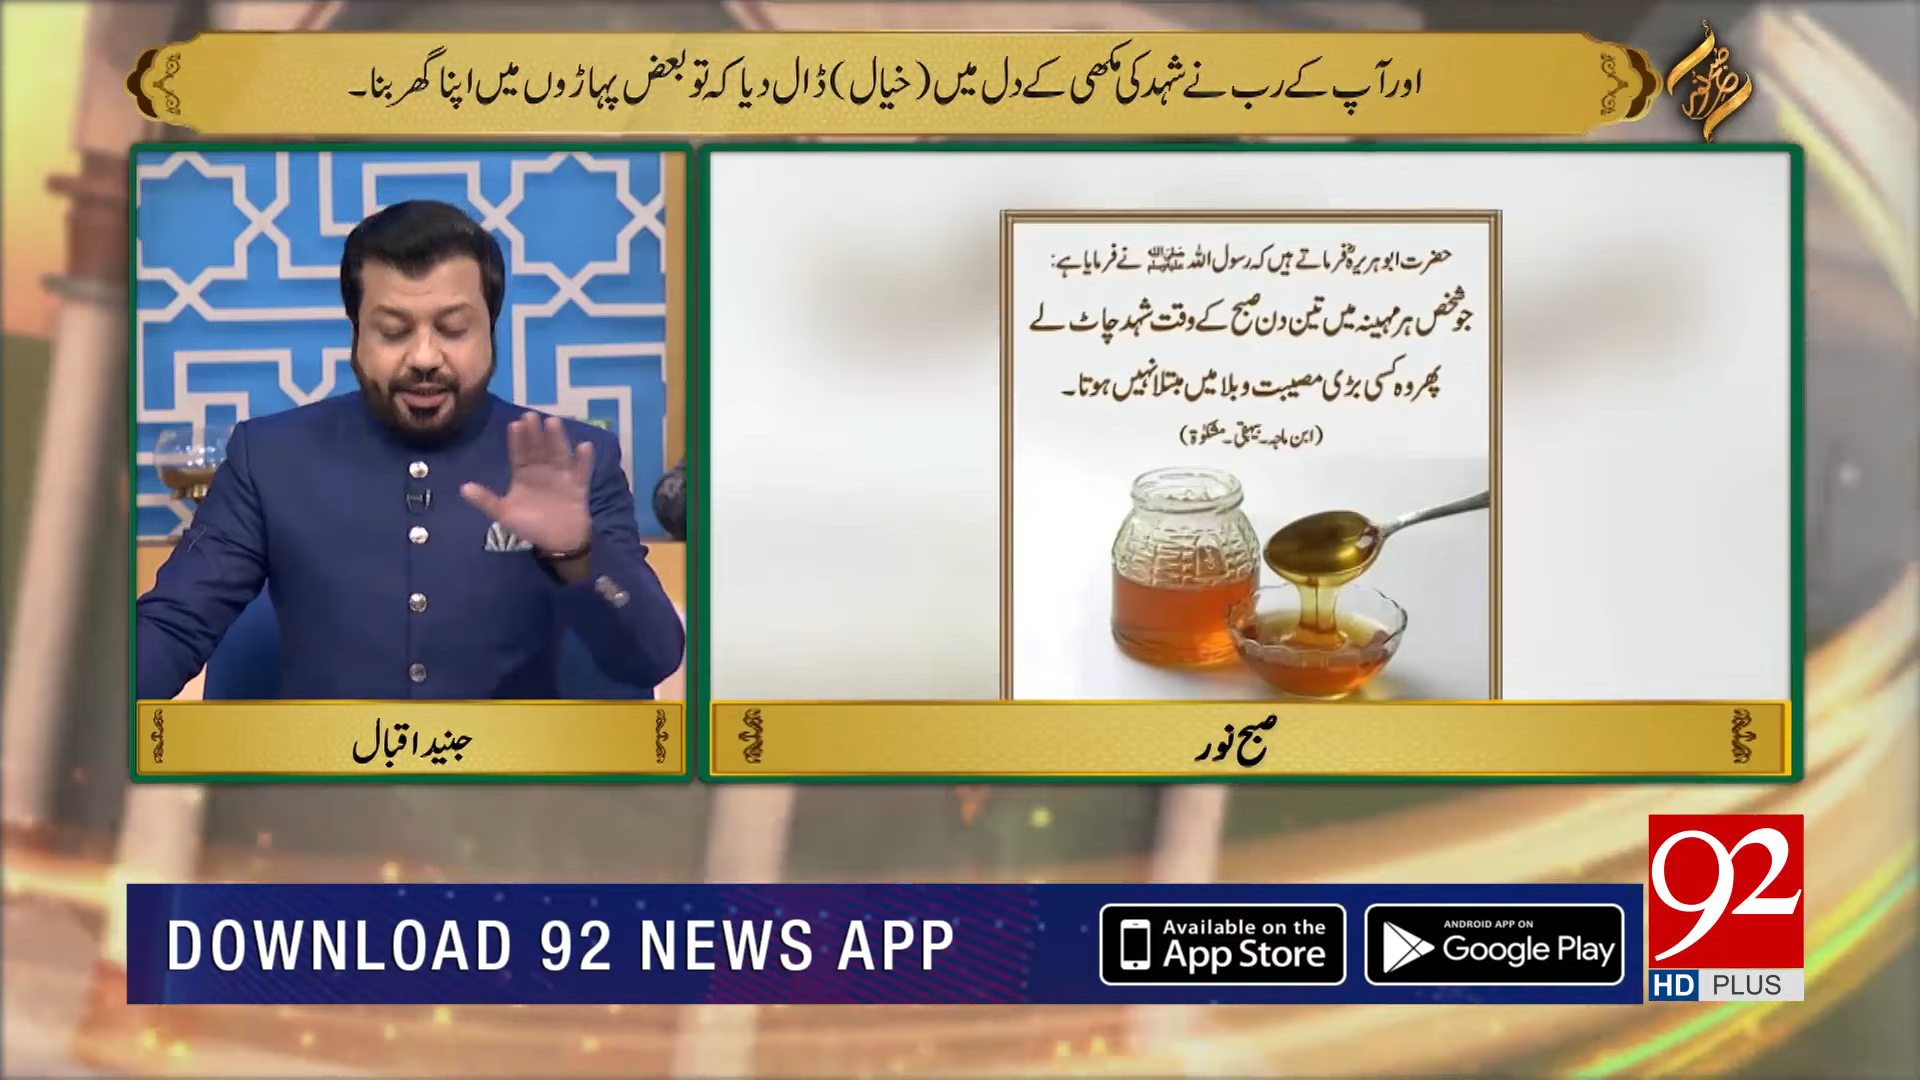 اور آپ کے رب نے شہد کی مکھی کے دل میں (خیال) ڈال دیا کہ تو بعض پہاڑوں میں اپنا گھر بنا۔
صبح نور
حضرت ابوہریرہؓ فرماتے ہیں کہ رسول اللہ ﷺ نے فرمایا ہے:
جو شخص ہر مہینہ میں تین دن صبح کے وقت شہد چاٹ لے
پھر وہ کسی بڑی مصیبت و بلا میں مبتلا نہیں ہوتا۔
(ابن ماجہ۔ بیہقی۔ مشکوٰۃ)
جنید اقبال
صبح نور
DOWNLOAD 92 NEWS APP
Available on the
App Store
ANDROID APP ON
Google Play
92
HD PLUS